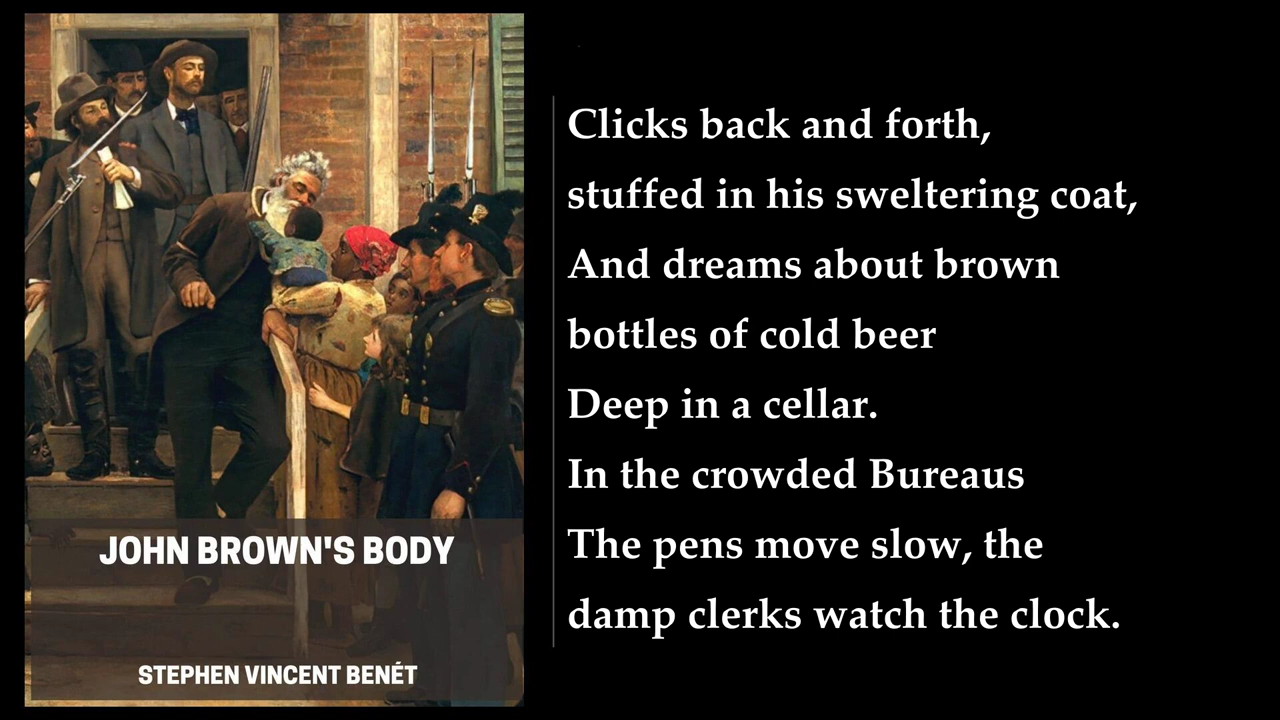 JOHN BROWN'S BODY
STEPHEN VINCENT BENÉT
Clicks back and forth,
stuffed in his sweltering coat,
And dreams about brown
bottles of cold beer
Deep in a cellar.
In the crowded Bureaus
The pens move slow, the
damp clerks watch the clock.